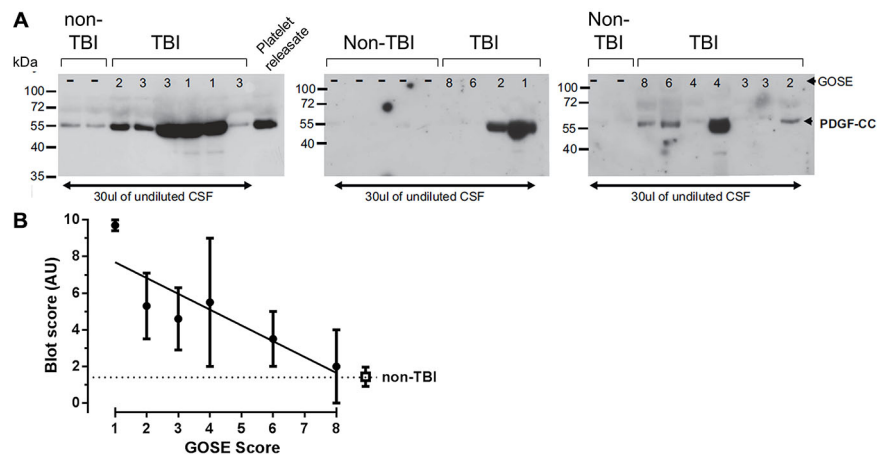 A
non-
TBI TBI Platelet releasate
kDa
- - 2 3 3 1 1 3
100
72
55
40
35
30ul of undiluted CSF
Non-TBI TBI
- - - - - 8 6 2 1
100
72
55
40
30ul of undiluted CSF
Non-
TBI TBI
- - 8 6 4 4 3 3 2 GOSE
100
72
55 PDGF-CC
40
30ul of undiluted CSF
B
Blot score (AU)
10
8
6
4
2
0
non-TBI
1 2 3 4 5 6 7 8
GOSE Score